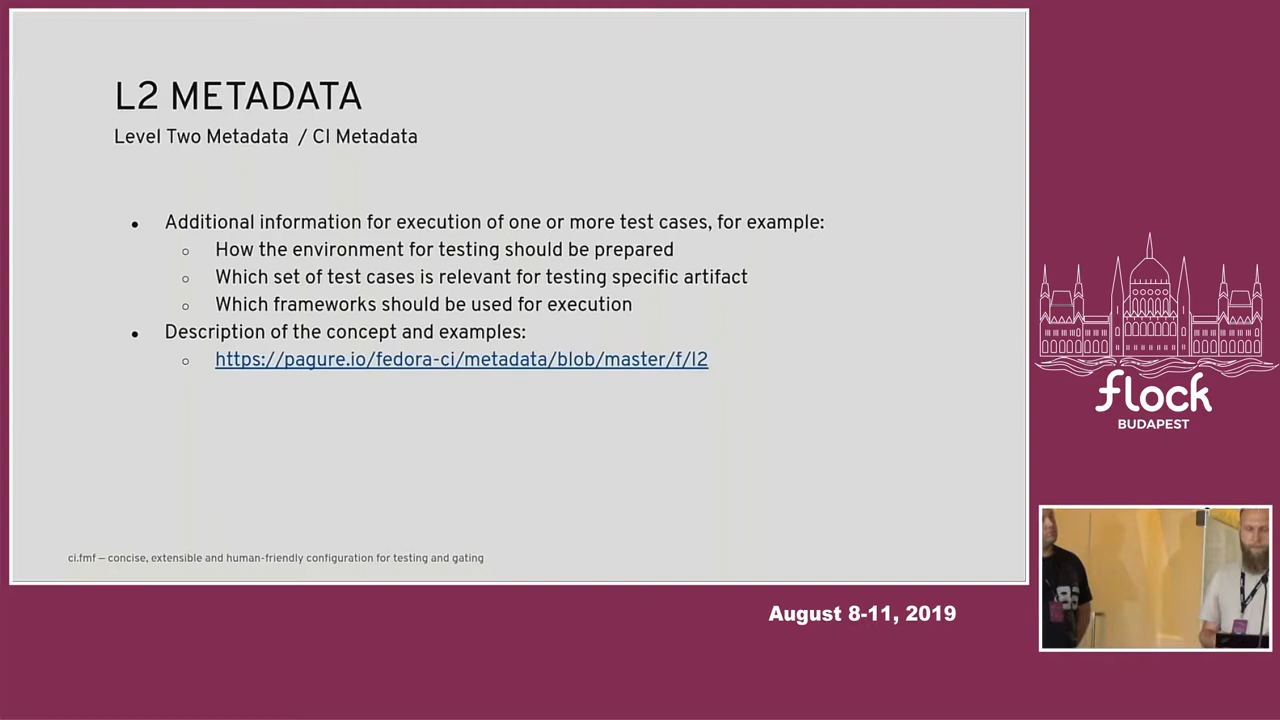 L2 METADATA
Level Two Metadata / CI Metadata
● Additional information for execution of one or more test cases, for example:
○ How the environment for testing should be prepared
○ Which set of test cases is relevant for testing specific artifact
○ Which frameworks should be used for execution
● Description of the concept and examples:
○ https://pagure.io/fedora-ci/metadata/blob/master/f/l2
ci.fmf – concise, extensible and human-friendly configuration for testing and gating
flock
BUDAPEST
August 8-11, 2019